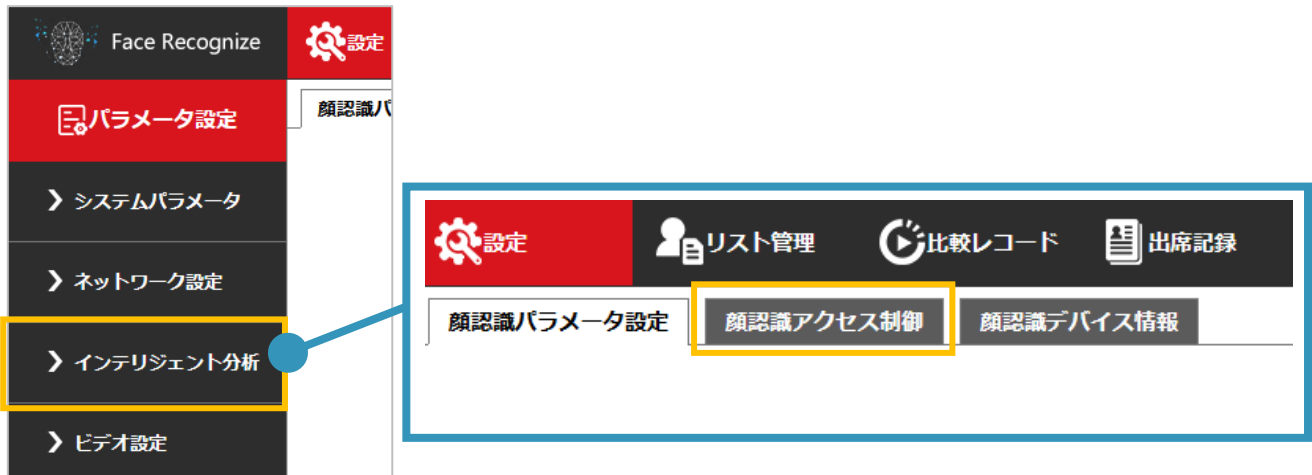 Face Recognize
設定
パラメータ設定
顔認識パ
システムパラメータ
ネットワーク設定
インテリジェント分析
ビデオ設定
設定
リスト管理
比較レコード
出席記録
顔認識パラメータ設定
顔認識アクセス制御
顔認識デバイス情報